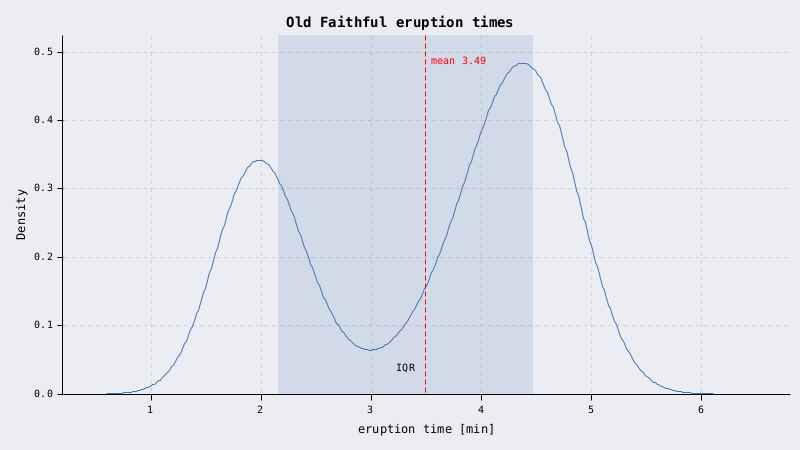 Old Faithful eruption times
0.5
mean 3.49
0.4
0.3
Density
0.2
0.1
IQR
0.0
1 2 3 4 5 6
eruption time [min]